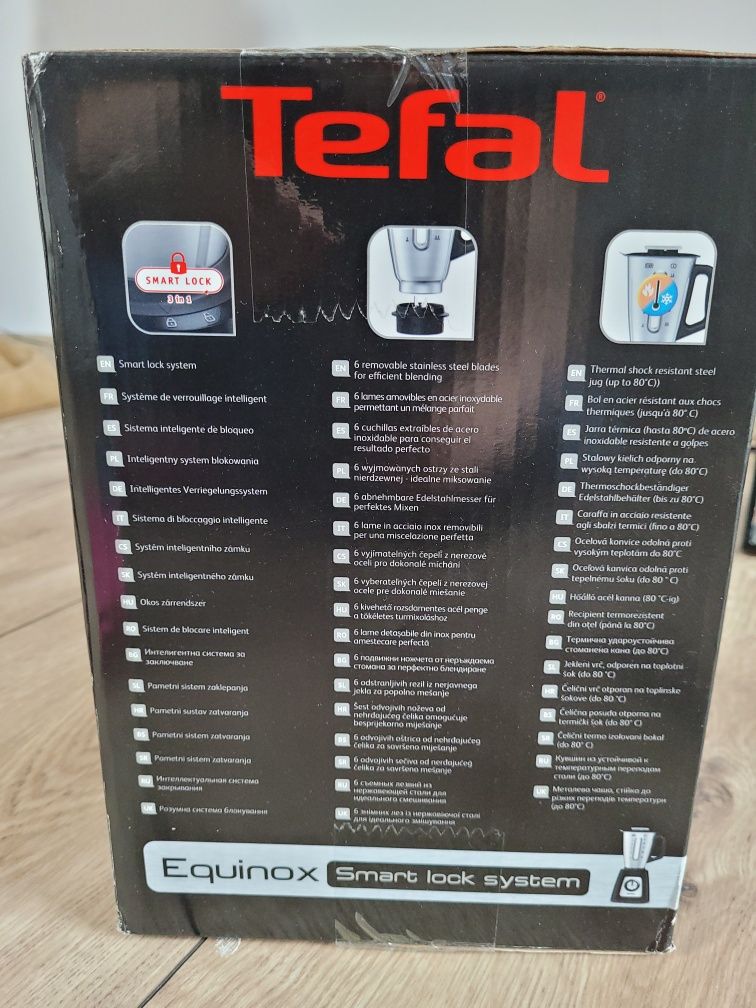 Tefal®
SMART LOCK
3 in 1
EN Smart lock system
FR Système de verrouillage intelligent
ES Sistema inteligente de bloqueo
PL Inteligentny system blokowania
DE Intelligentes Verriegelungssystem
IT Sistema di bloccaggio intelligente
CS Systém inteligentního zámku
SK Systém inteligentného zámku
HU Okos zárrendszer
RO Sistem de blocare inteligent
BG Интелигентна система за
заключване
SL Pametni sistem zaklepanja
HR Pametni sustav zatvaranja
BS Pametni sistem zatvaranja
SR Pametni sistem zatvaranja
RU Интеллектуальная система
закрывания
UK Розумна система блокування
EN 6 removable stainless steel blades
for efficient blending
FR 6 lames amovibles en acier inoxydable
permettant un mélange parfait
ES 6 cuchillas extraíbles de acero
inoxidable para conseguir el
resultado perfecto
PL 6 wyjmowanych ostrzy ze stali
nierdzewnej - idealne miksowanie
DE 6 abnehmbare Edelstahlmesser für
perfektes Mixen
IT 6 lame in acciaio inox removibili
per una miscelazione perfetta
CS 6 vyjímatelných čepelí z nerezové
oceli pro dokonalé míchání
SK 6 vyberateľných čepelí z nerezovej
ocele pre dokonalé miešanie
HU 6 kivehető rozsdamentes acél penge
a tökéletes turmixoláshoz
RO 6 lame detașabile din inox pentru
amestecare perfectă
BG 6 подвижни ножчета от неръждаема
стомана за перфектно блендиране
SL 6 odstranljivih rezil iz nerjavnega
jekla za popolno mešanje
HR Šest odvojivih noževa od
nehrđajućeg čelika omogućuje
besprijekorno miješanje
BS 6 odvojivih oštrica od nehrđajućeg
čelika za savršeno miješanje
SR 6 odvojivih sečiva od nerđajućeg
čelika za savršeno mešanje
RU 6 съемных лезвий из
нержавеющей стали для
идеального смешивания
UK 6 знімних лез із нержавіючої сталі
для ідеального змішування
EN Thermal shock resistant steel
jug (up to 80°C))
FR Bol en acier résistant aux chocs
thermiques (jusqu'à 80°.C)
ES Jarra térmica (hasta 80ºC) de acero
inoxidable resistente a golpes
PL Stalowy kielich odporny na
wysoką temperaturę (do 80°C)
DE Thermoschockbeständiger
Edelstahlbehälter (bis zu 80°C)
IT Caraffa in acciaio resistente
agli sbalzi termici (fino a 80°C)
CS Ocelová konvice odolná proti
vysokým teplotám do 80°C
SK Oceľová kanvica odolná proti
tepelnému šoku (do 80 °C)
HU Hőálló acél kanna (80 °C-ig)
RO Recipient termorezistent
din oțel (până la 80°C)
BG Термична удароустойчива
стоманена кана (до 80°C)
SL Jekleni vrč, odporen na toplotni
šok (do 80° C)
HR Čelični vrč otporan na toplinske
šokove (do 80° C)
BS Čelična posuda otporna na
termički šok (do 80° C)
SR Čelični termo izolovani bokal
(do 80° C)
RU Кувшин из устойчивой к
температурным перепадам
стали (до 80°C)
UK Металева чаша, стійка до
різких перепадів температури
(до 80°C)
Equinox Smart lock system